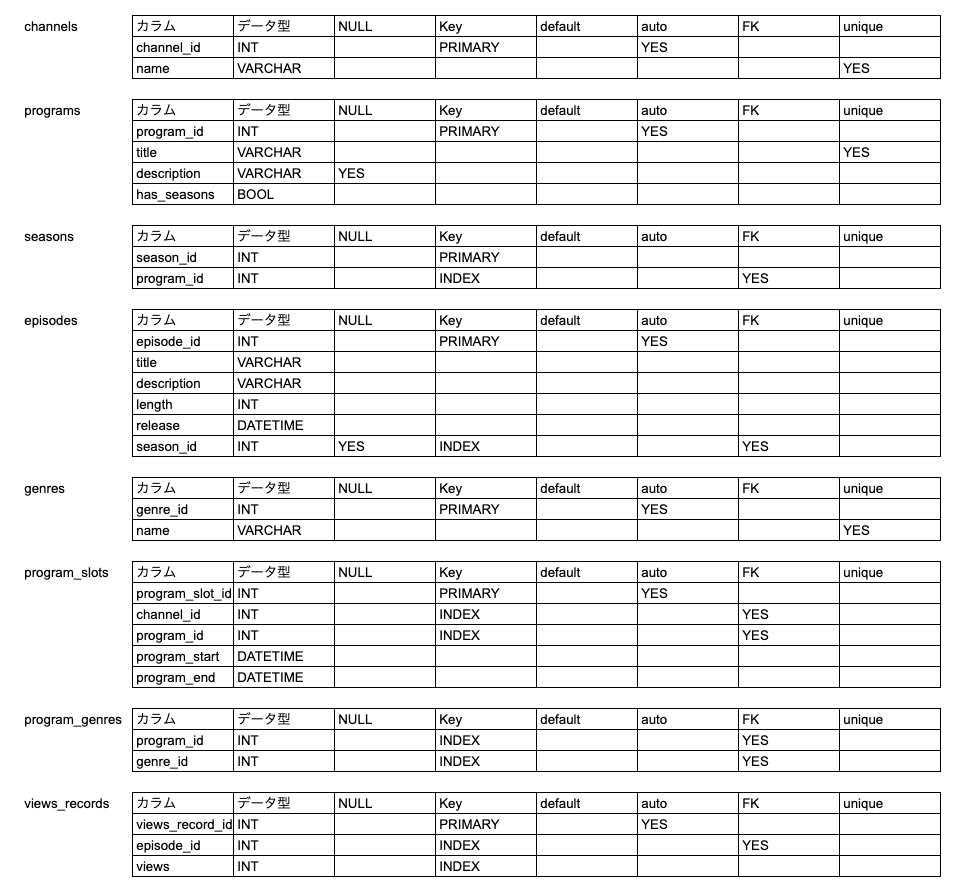 channels カラム データ型 NULL Key default auto FK unique
channel_id INT PRIMARY YES
name VARCHAR YES
programs カラム データ型 NULL Key default auto FK unique
program_id INT PRIMARY YES
title VARCHAR YES
description VARCHAR YES
has_seasons BOOL
seasons カラム データ型 NULL Key default auto FK unique
season_id INT PRIMARY
program_id INT INDEX YES
episodes カラム データ型 NULL Key default auto FK unique
episode_id INT PRIMARY YES
title VARCHAR
description VARCHAR
length INT
release DATETIME
season_id INT YES INDEX YES
genres カラム データ型 NULL Key default auto FK unique
genre_id INT PRIMARY YES
name VARCHAR YES
program_slots カラム データ型 NULL Key default auto FK unique
program_slot_id INT PRIMARY YES
channel_id INT INDEX YES
program_id INT INDEX YES
program_start DATETIME
program_end DATETIME
program_genres カラム データ型 NULL Key default auto FK unique
program_id INT INDEX YES
genre_id INT INDEX YES
views_records カラム データ型 NULL Key default auto FK unique
views_record_id INT PRIMARY YES
episode_id INT INDEX YES
views INT INDEX